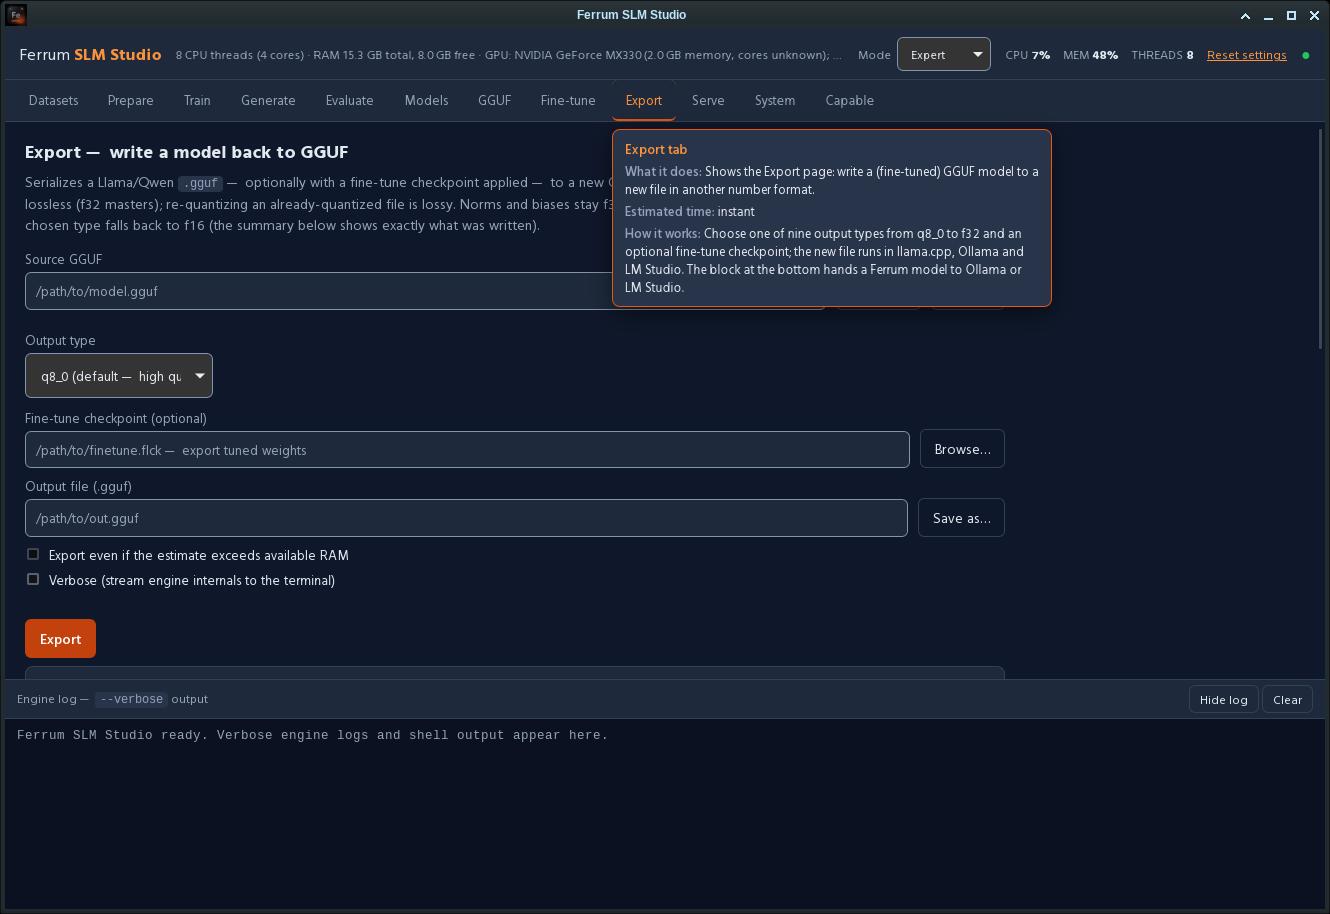 Ferrum SLM Studio
Fe
Ferrum SLM Studio 8 CPU threads (4 cores) · RAM 15.3 GB total, 8.0 GB free · GPU: NVIDIA GeForce MX330 (2.0 GB memory, cores unknown); ... Mode Expert CPU 7% MEM 48% THREADS 8 Reset settings
Datasets Prepare Train Generate Evaluate Models GGUF Fine-tune Export Serve System Capable
Export — write a model back to GGUF
Serializes a Llama/Qwen .gguf — optionally with a fine-tune checkpoint applied — to a new
lossless (f32 masters); re-quantizing an already-quantized file is lossy. Norms and biases stay
chosen type falls back to f16 (the summary below shows exactly what was written).
Export tab
What it does: Shows the Export page: write a (fine-tuned) GGUF model to a
new file in another number format.
Estimated time: instant
How it works: Choose one of nine output types from q8_0 to f32 and an
optional fine-tune checkpoint; the new file runs in llama.cpp, Ollama and
LM Studio. The block at the bottom hands a Ferrum model to Ollama or
LM Studio.
Source GGUF
/path/to/model.gguf
Output type
q8_0 (default — high qu
Fine-tune checkpoint (optional)
/path/to/finetune.flck — export tuned weights
Browse...
Output file (.gguf)
/path/to/out.gguf
Save as...
Export even if the estimate exceeds available RAM
Verbose (stream engine internals to the terminal)
Export
Engine log — --verbose output
Hide log Clear
Ferrum SLM Studio ready. Verbose engine logs and shell output appear here.